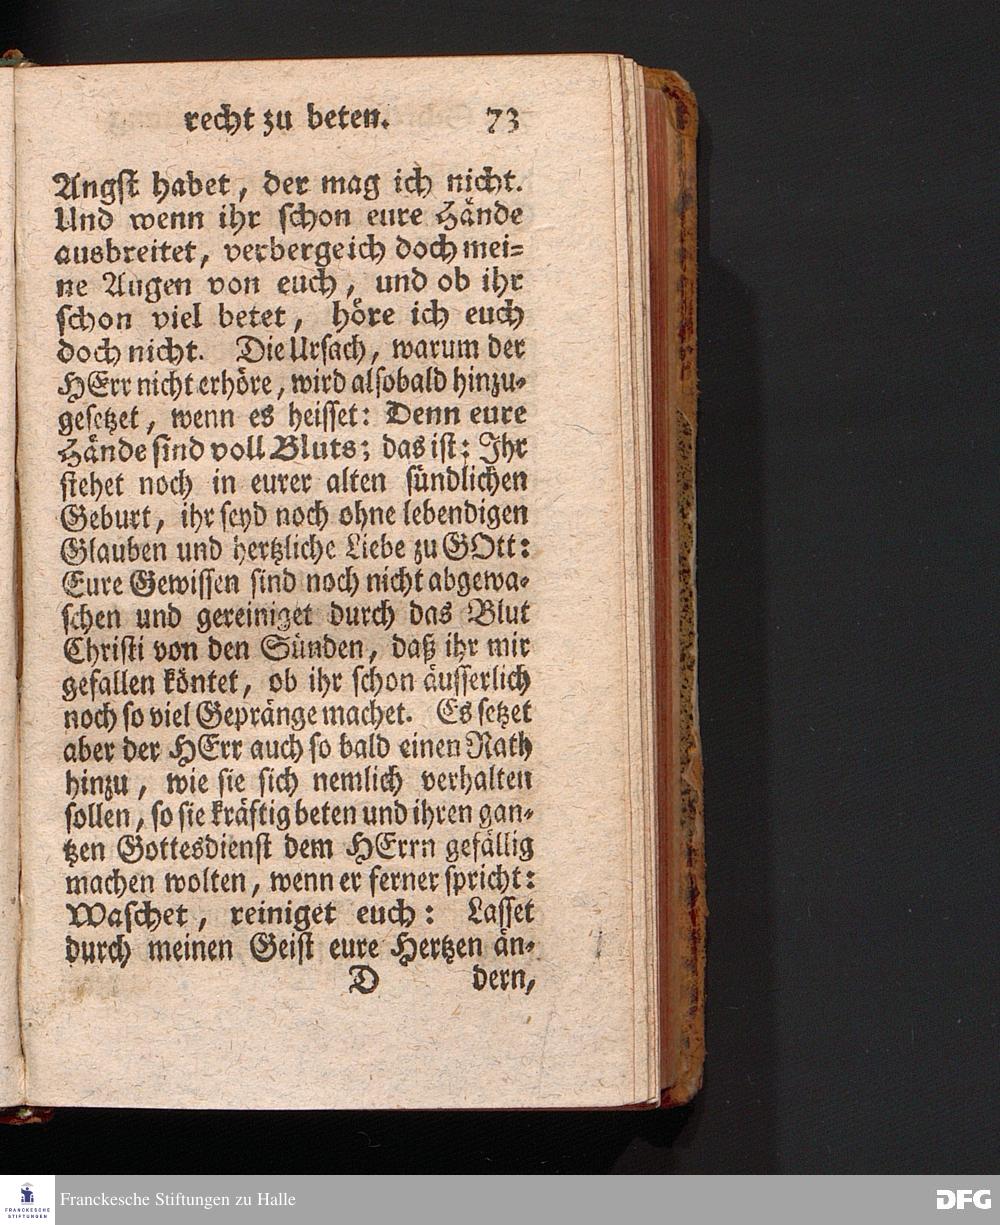 recht zu beten. 73
Angst habet, der mag ich nicht.
Und wenn ihr schon eure Hände
ausbreitet, verberge ich doch mei=
ne Augen von euch, und ob ihr
schon viel betet, höre ich euch
doch nicht. Die Ursach, warum der
HErr nicht erhöre, wird alsobald hinzu=
gesetzet, wenn es heisset: Denn eure
Hände sind voll Bluts; das ist: Ihr
stehet noch in eurer alten sündlichen
Geburt, ihr seyd noch ohne lebendigen
Glauben und hertzliche Liebe zu GOtt:
Eure Gewissen sind noch nicht abgewa=
schen und gereiniget durch das Blut
Christi von den Sünden, daß ihr mir
gefallen köntet, ob ihr schon äusserlich
noch so viel Gepränge machet. Es setzet
aber der HErr auch so bald einen Rath
hinzu, wie sie sich nemlich verhalten
sollen, so sie kräftig beten und ihren gan=
tzen Gottesdienst dem HErrn gefällig
machen wolten, wenn er ferner spricht:
Waschet, reiniget euch: Lasset
durch meinen Geist eure Hertzen än=
D dern,
FRANCKESCHE
STIFTUNGEN
Franckesche Stiftungen zu Halle
DFG